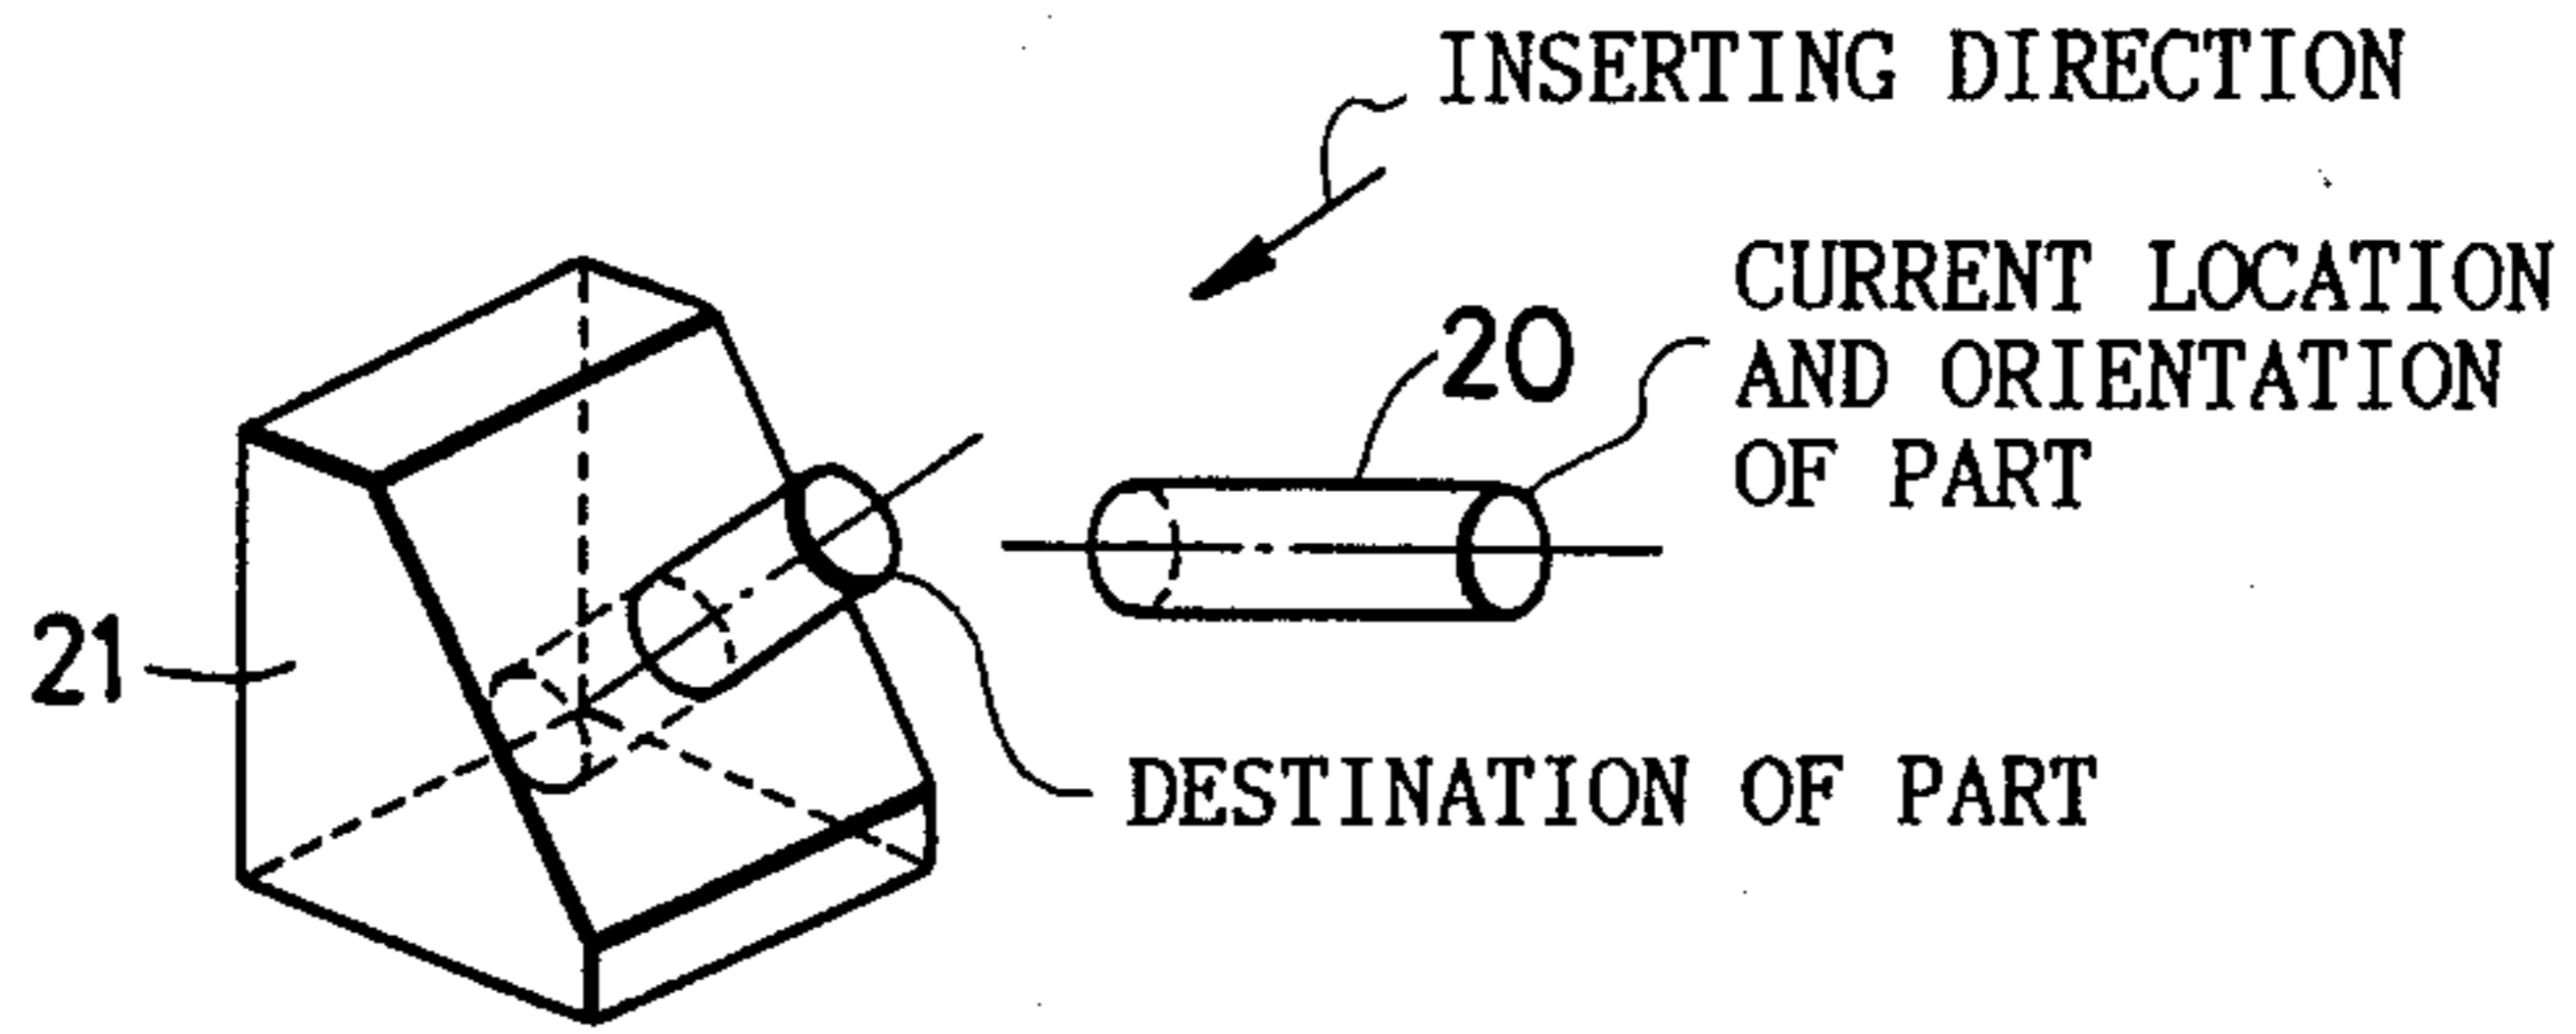 INSERTING DIRECTION
20
CURRENT LOCATION
AND ORIENTATION
OF PART
21
DESTINATION OF PART